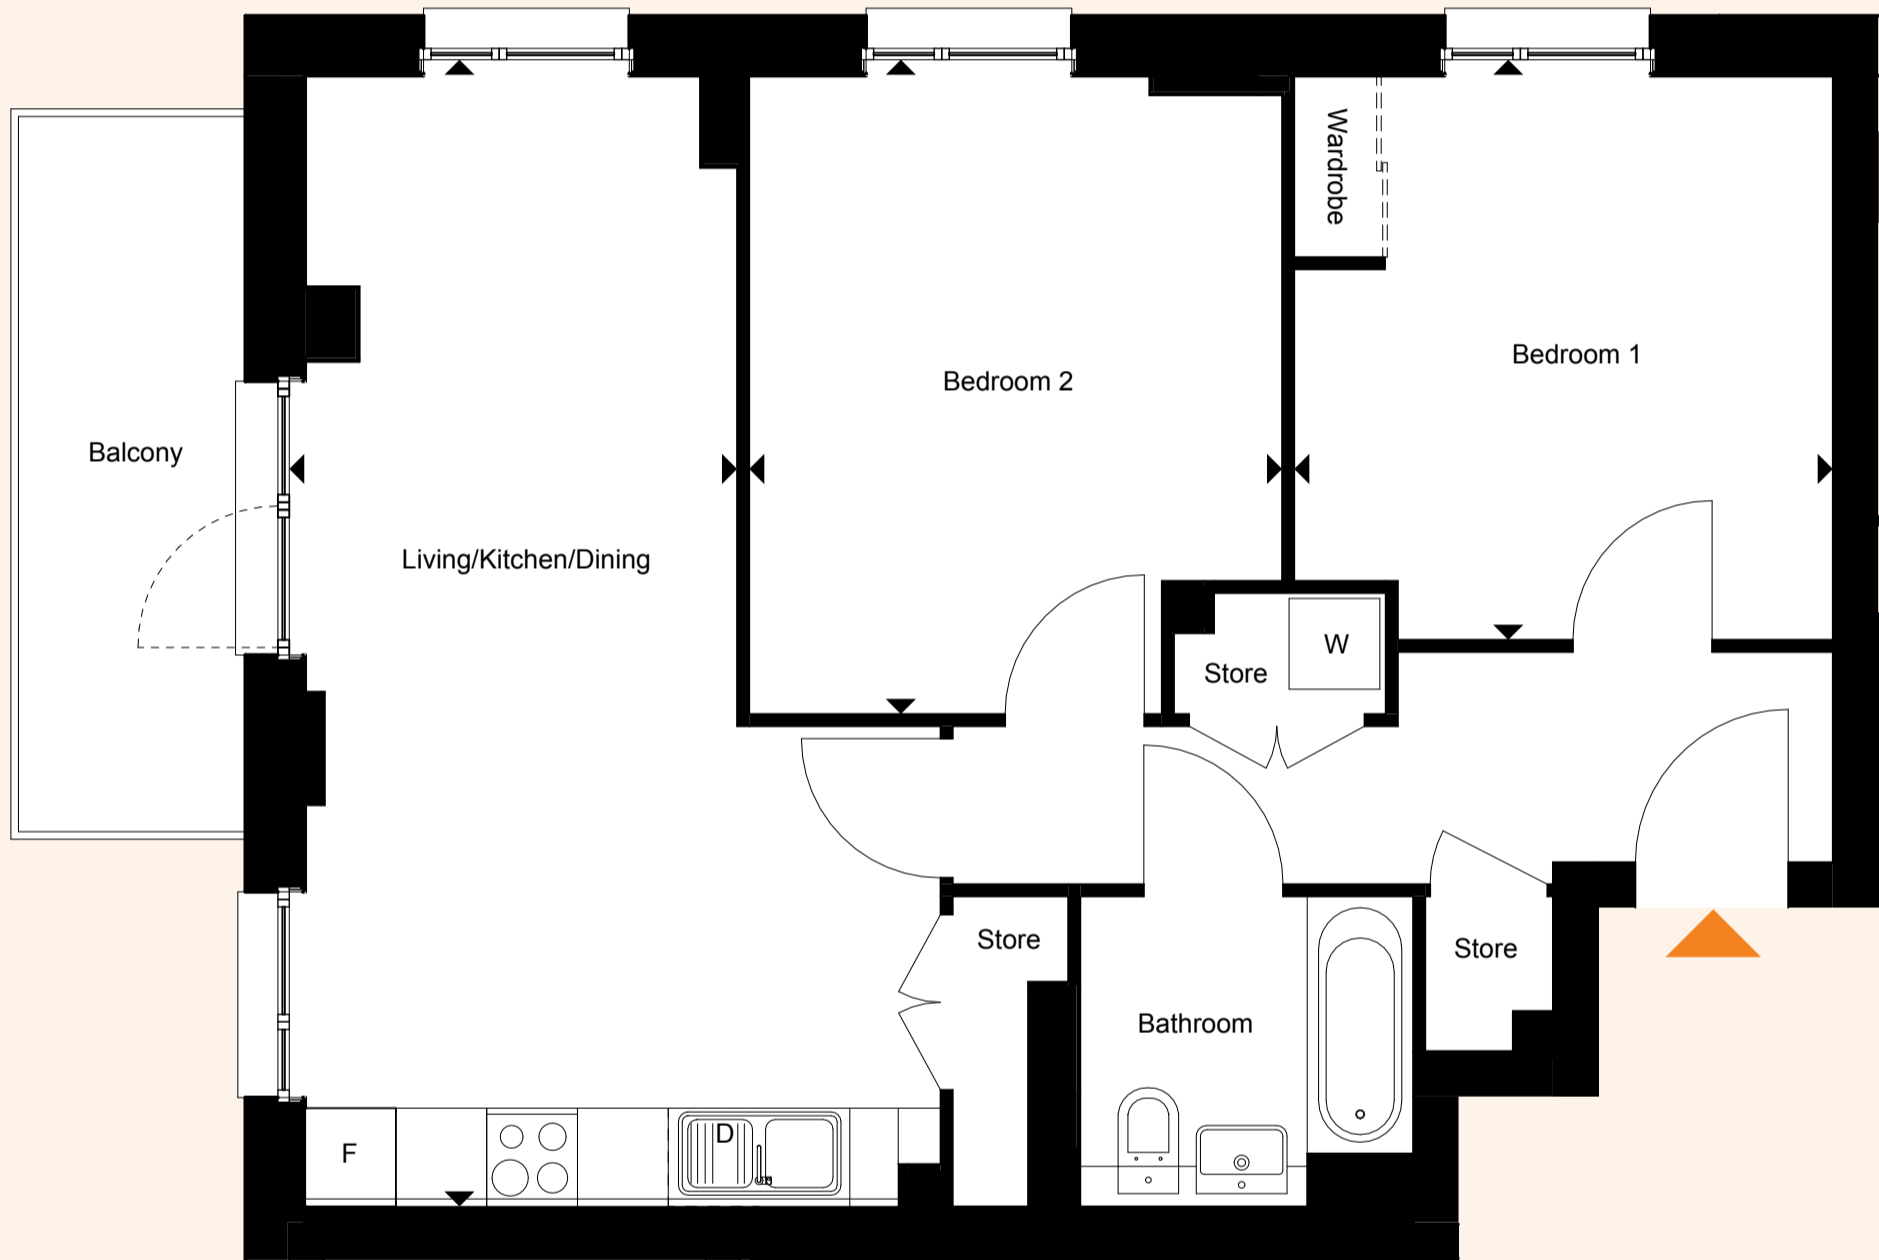 Wardrobe
Bedroom 1
Bedroom 2
Balcony
Living/Kitchen/Dining
W
Store
Store
Store
Bathroom
D
F